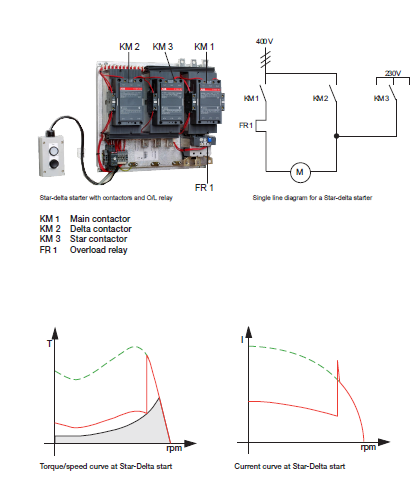 KM 2 KM 3 KM 1
FR 1
Star-delta starter with contactors and O/L relay
400 V
230V
KM 1 KM 2 KM 3
FR 1
M
Single line diagram for a Star-delta starter
KM 1 Main contactor
KM 2 Delta contactor
KM 3 Star contactor
FR 1 Overload relay
T
rpm
Torque/speed curve at Star-Delta start
I
rpm
Current curve at Star-Delta start